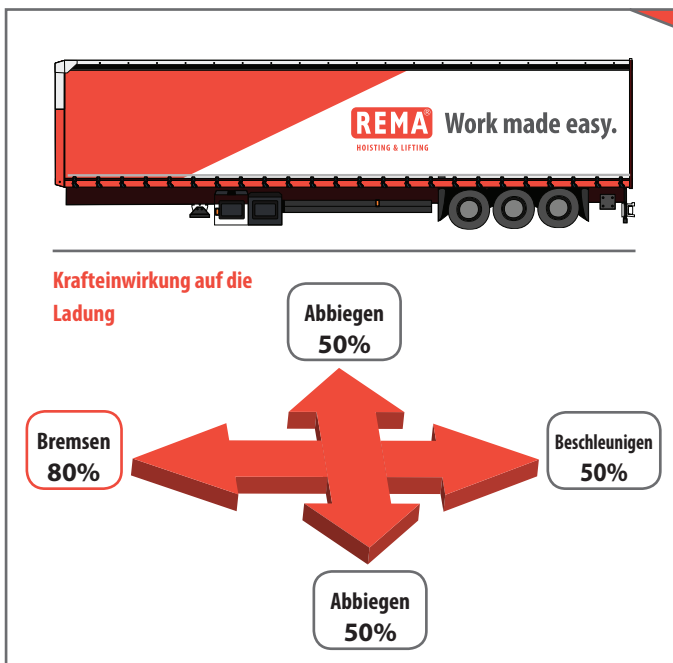 REMA® Work made easy.
HOISTING & LIFTING
Krafteinwirkung auf die
Ladung
Abbiegen
50%
Bremsen
80%
Beschleunigen
50%
Abbiegen
50%